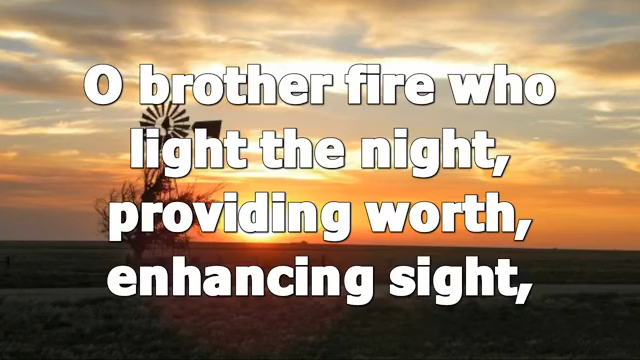 O brother fire who
light the night,
providing worth,
enhancing sight,